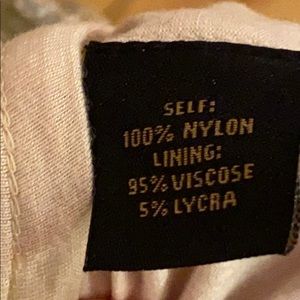 SELF:
100% NYLON
LINING:
95% VISCOSE
5% LYCRA